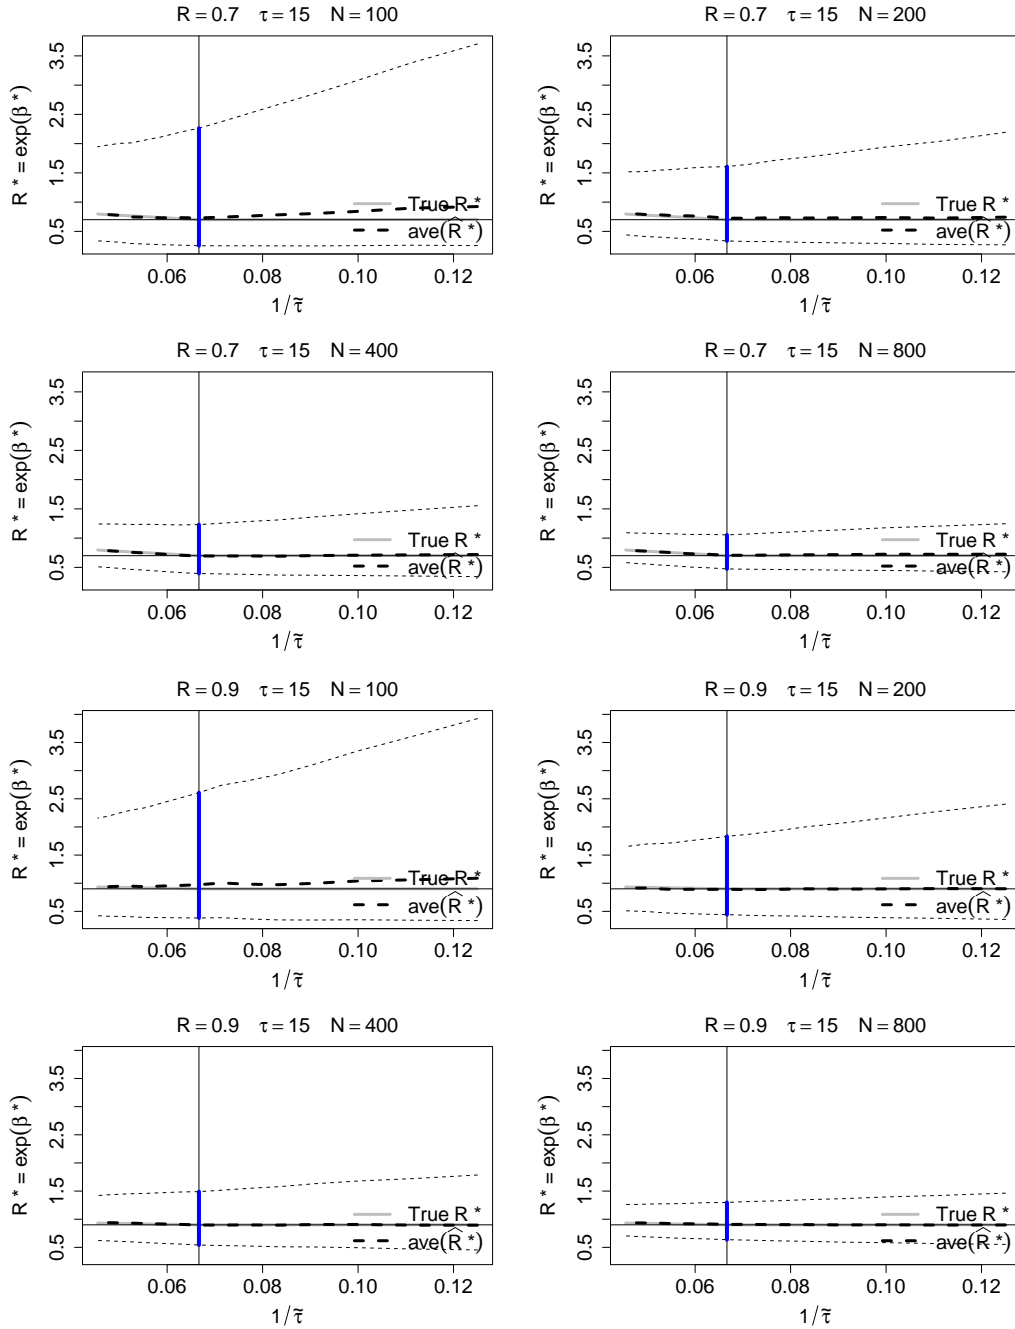 R = 0.7 τ = 15 N = 100
R * = exp(β *)
3.5
2.5
1.5
0.5
True R *
ave(R̂ *)
0.06 0.08 0.10 0.12
1/τ̃
R = 0.7 τ = 15 N = 200
R * = exp(β *)
3.5
2.5
1.5
0.5
True R *
ave(R̂ *)
0.06 0.08 0.10 0.12
1/τ̃
R = 0.7 τ = 15 N = 400
R * = exp(β *)
3.5
2.5
1.5
0.5
True R *
ave(R̂ *)
0.06 0.08 0.10 0.12
1/τ̃
R = 0.7 τ = 15 N = 800
R * = exp(β *)
3.5
2.5
1.5
0.5
True R *
ave(R̂ *)
0.06 0.08 0.10 0.12
1/τ̃
R = 0.9 τ = 15 N = 100
R * = exp(β *)
3.5
2.5
1.5
0.5
True R *
ave(R̂ *)
0.06 0.08 0.10 0.12
1/τ̃
R = 0.9 τ = 15 N = 200
R * = exp(β *)
3.5
2.5
1.5
0.5
True R *
ave(R̂ *)
0.06 0.08 0.10 0.12
1/τ̃
R = 0.9 τ = 15 N = 400
R * = exp(β *)
3.5
2.5
1.5
0.5
True R *
ave(R̂ *)
0.06 0.08 0.10 0.12
1/τ̃
R = 0.9 τ = 15 N = 800
R * = exp(β *)
3.5
2.5
1.5
0.5
True R *
ave(R̂ *)
0.06 0.08 0.10 0.12
1/τ̃